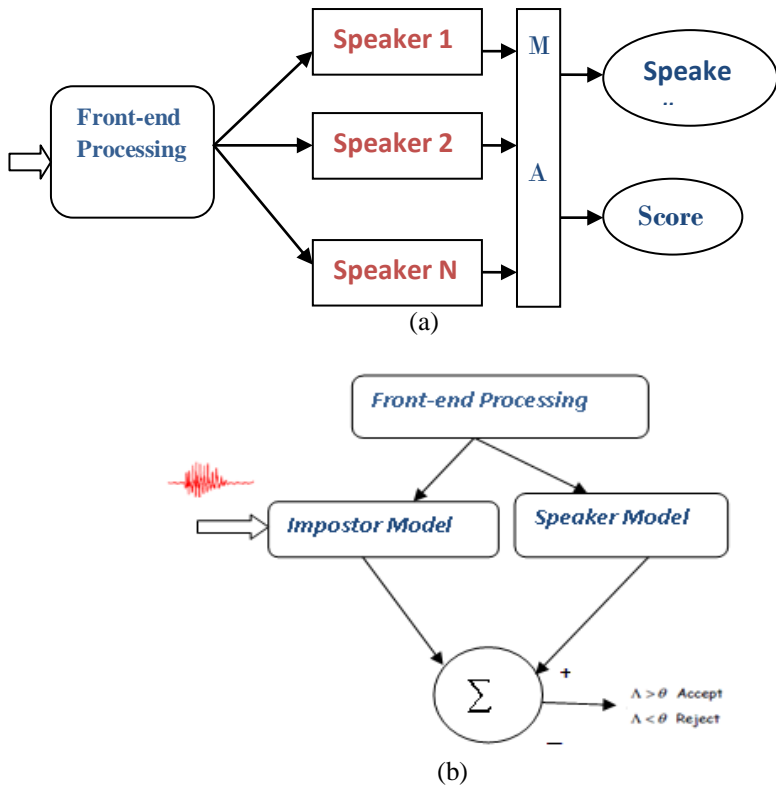 Speaker 1
M
Front-end
Processing
Speake
Speaker 2
A
Score
Speaker N
(a)
Front-end Processing
Impostor Model
Speaker Model
∑
+
Λ > θ Accept
Λ < θ Reject
—
(b)